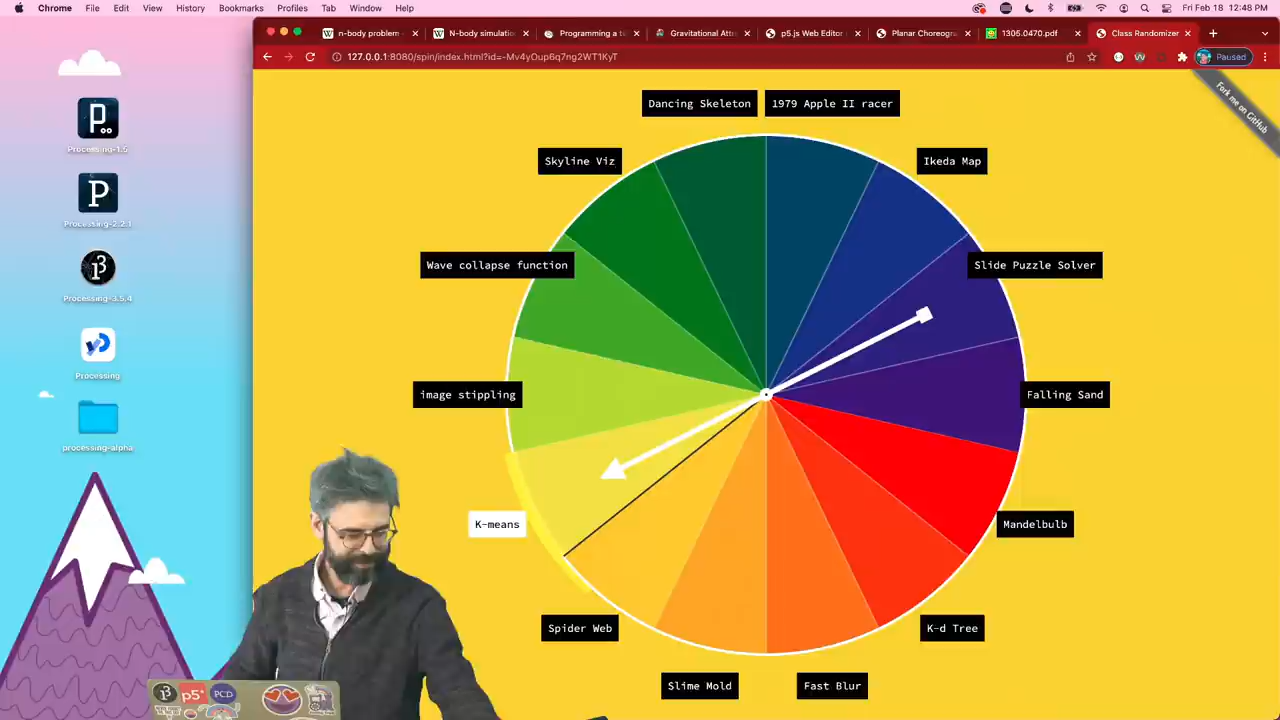 Chrome File Edit View History Bookmarks Profiles Tab Window Help Fri Feb 18 12:48 PM
n-body problem - N-body simulation Programming a t Gravitational Attr p5.js Web Editor Planar Choreogr 1305.0470.pdf Class Randomizer
127.0.0.1:8080/spin/index.html?id=-Mv4yOup6q7ng2WT1KyT Paused
Fork me on GitHub
Processing-1.5
Processing-2.2.1
Processing-3.5.4
Processing
processing-alpha
Dancing Skeleton
1979 Apple II racer
Skyline Viz
Ikeda Map
Wave collapse function
Slide Puzzle Solver
image stippling
Falling Sand
K-means
Mandelbulb
Spider Web
K-d Tree
Slime Mold
Fast Blur
p5*
PCD